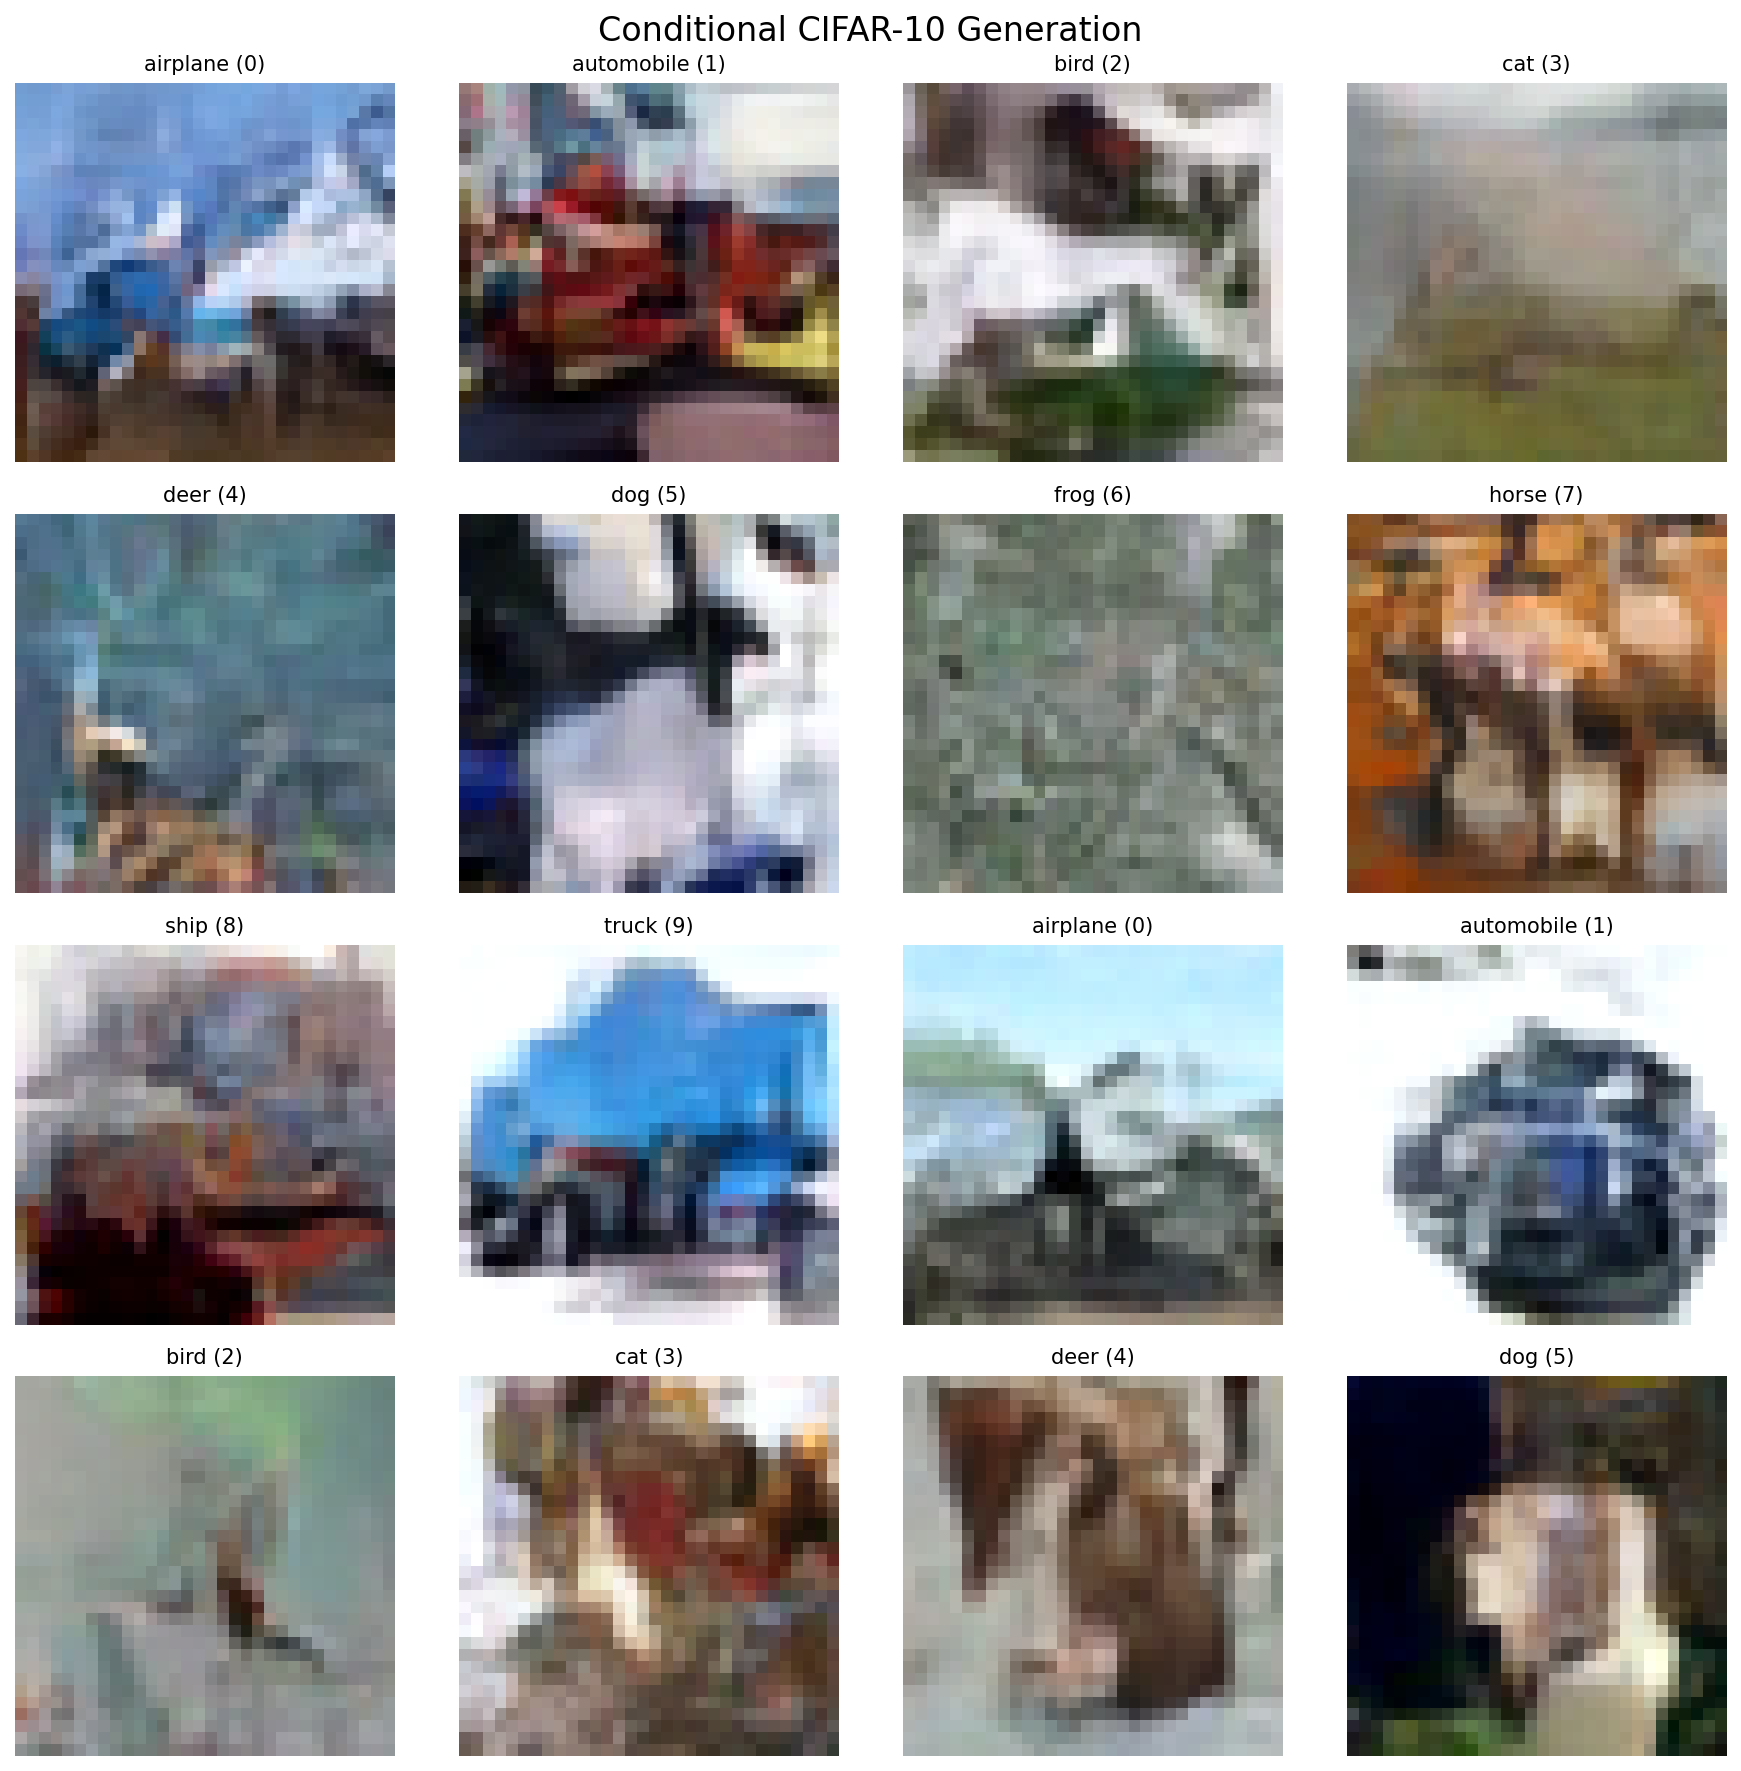 Conditional CIFAR-10 Generation
airplane (0)
automobile (1)
bird (2)
cat (3)
deer (4)
dog (5)
frog (6)
horse (7)
ship (8)
truck (9)
airplane (0)
automobile (1)
bird (2)
cat (3)
deer (4)
dog (5)